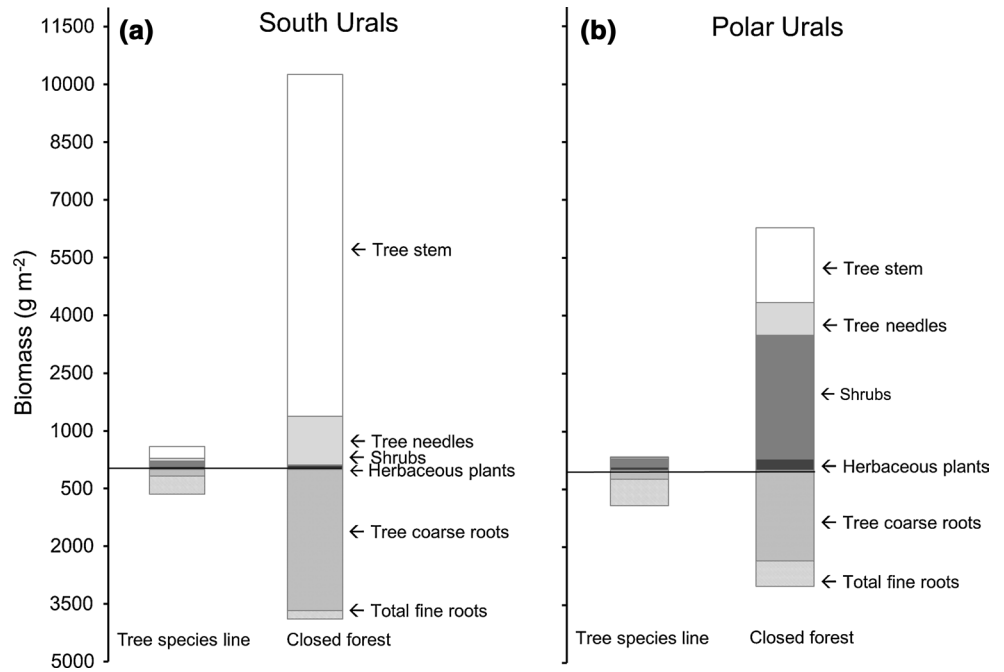 (a)
South Urals
Biomass (g m-2)
11500
10000
8500
7000
5500
4000
2500
1000
500
2000
3500
5000
← Tree stem
← Tree needles
← Shrubs
← Herbaceous plants
← Tree coarse roots
← Total fine roots
Tree species line
Closed forest
(b)
Polar Urals
← Tree stem
← Tree needles
← Shrubs
← Herbaceous plants
← Tree coarse roots
← Total fine roots
Tree species line
Closed forest